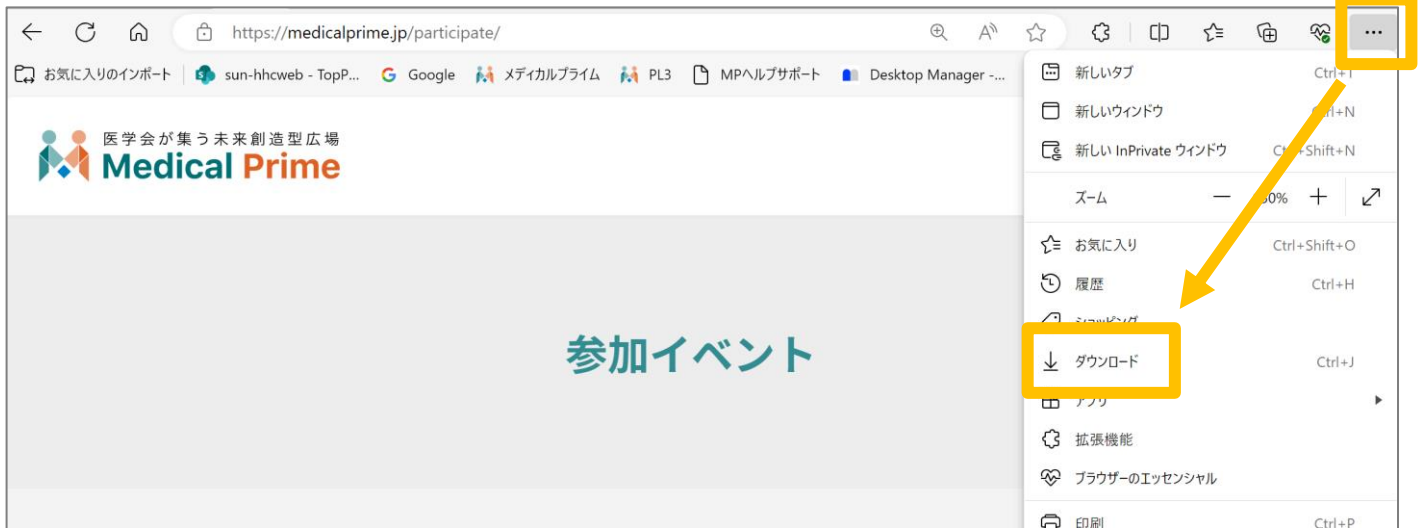 https://medicalprime.jp/participate/
お気に入りのインポート sun-hhcweb - TopP... Google メディカルプライム PL3 MPヘルプサポート Desktop Manager -...
医学会が集う未来創造型広場
Medical Prime
参加イベント
新しいタブ
新しいウィンドウ
新しい InPrivate ウィンドウ
ズーム
お気に入り Ctrl+Shift+O
履歴 Ctrl+H
ダウンロード Ctrl+J
拡張機能
ブラウザーのエッセンシャル
印刷 Ctrl+P